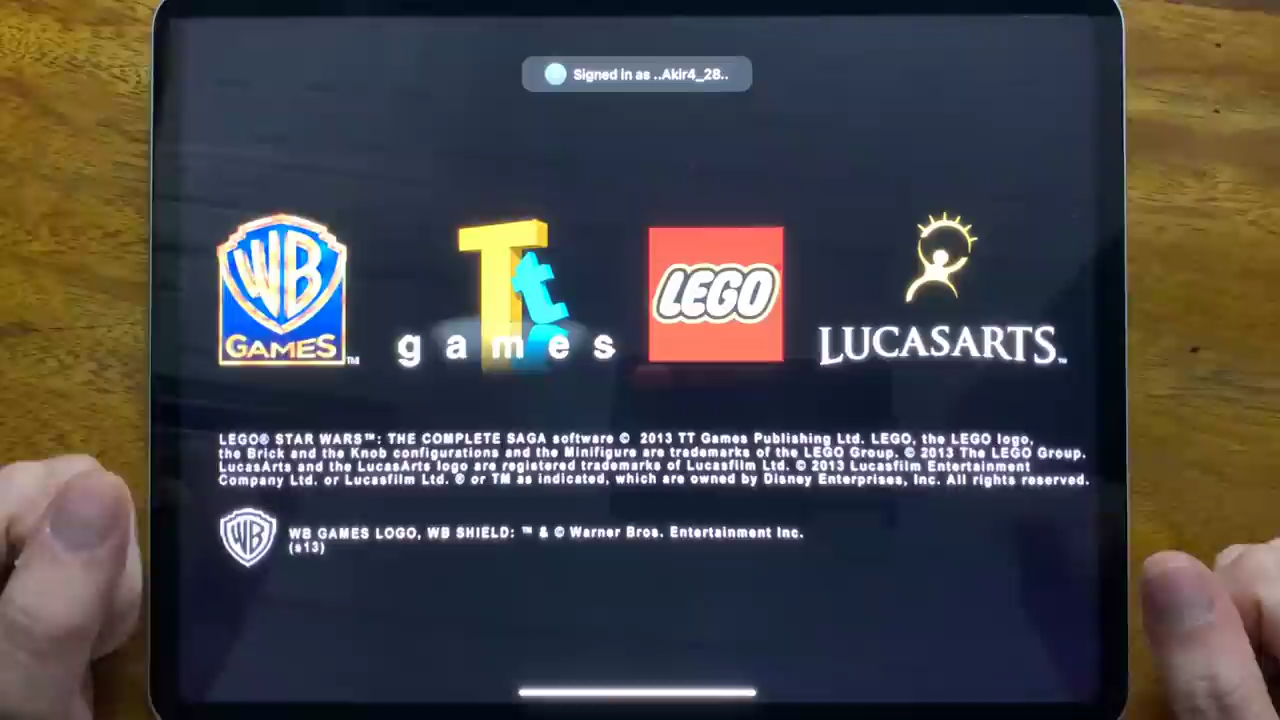 Signed in as ..Akir4_28..
WB
GAMES™
Tt
games
LEGO
LUCASARTS™
LEGO® STAR WARS™: THE COMPLETE SAGA software © 2013 TT Games Publishing Ltd. LEGO, the LEGO logo,
the Brick and the Knob configurations and the Minifigure are trademarks of the LEGO Group. © 2013 The LEGO Group.
LucasArts and the LucasArts logo are registered trademarks of Lucasfilm Ltd. © 2013 Lucasfilm Entertainment
Company Ltd. or Lucasfilm Ltd. ® or TM as indicated, which are owned by Disney Enterprises, Inc. All rights reserved.
WB
WB GAMES LOGO, WB SHIELD: ™ & © Warner Bros. Entertainment Inc.
(s13)